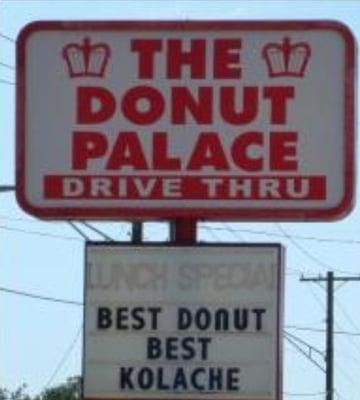 THE
DONUT
PALACE
DRIVE THRU
LUNCH SPECIAL
BEST DONUT
BEST
KOLACHE